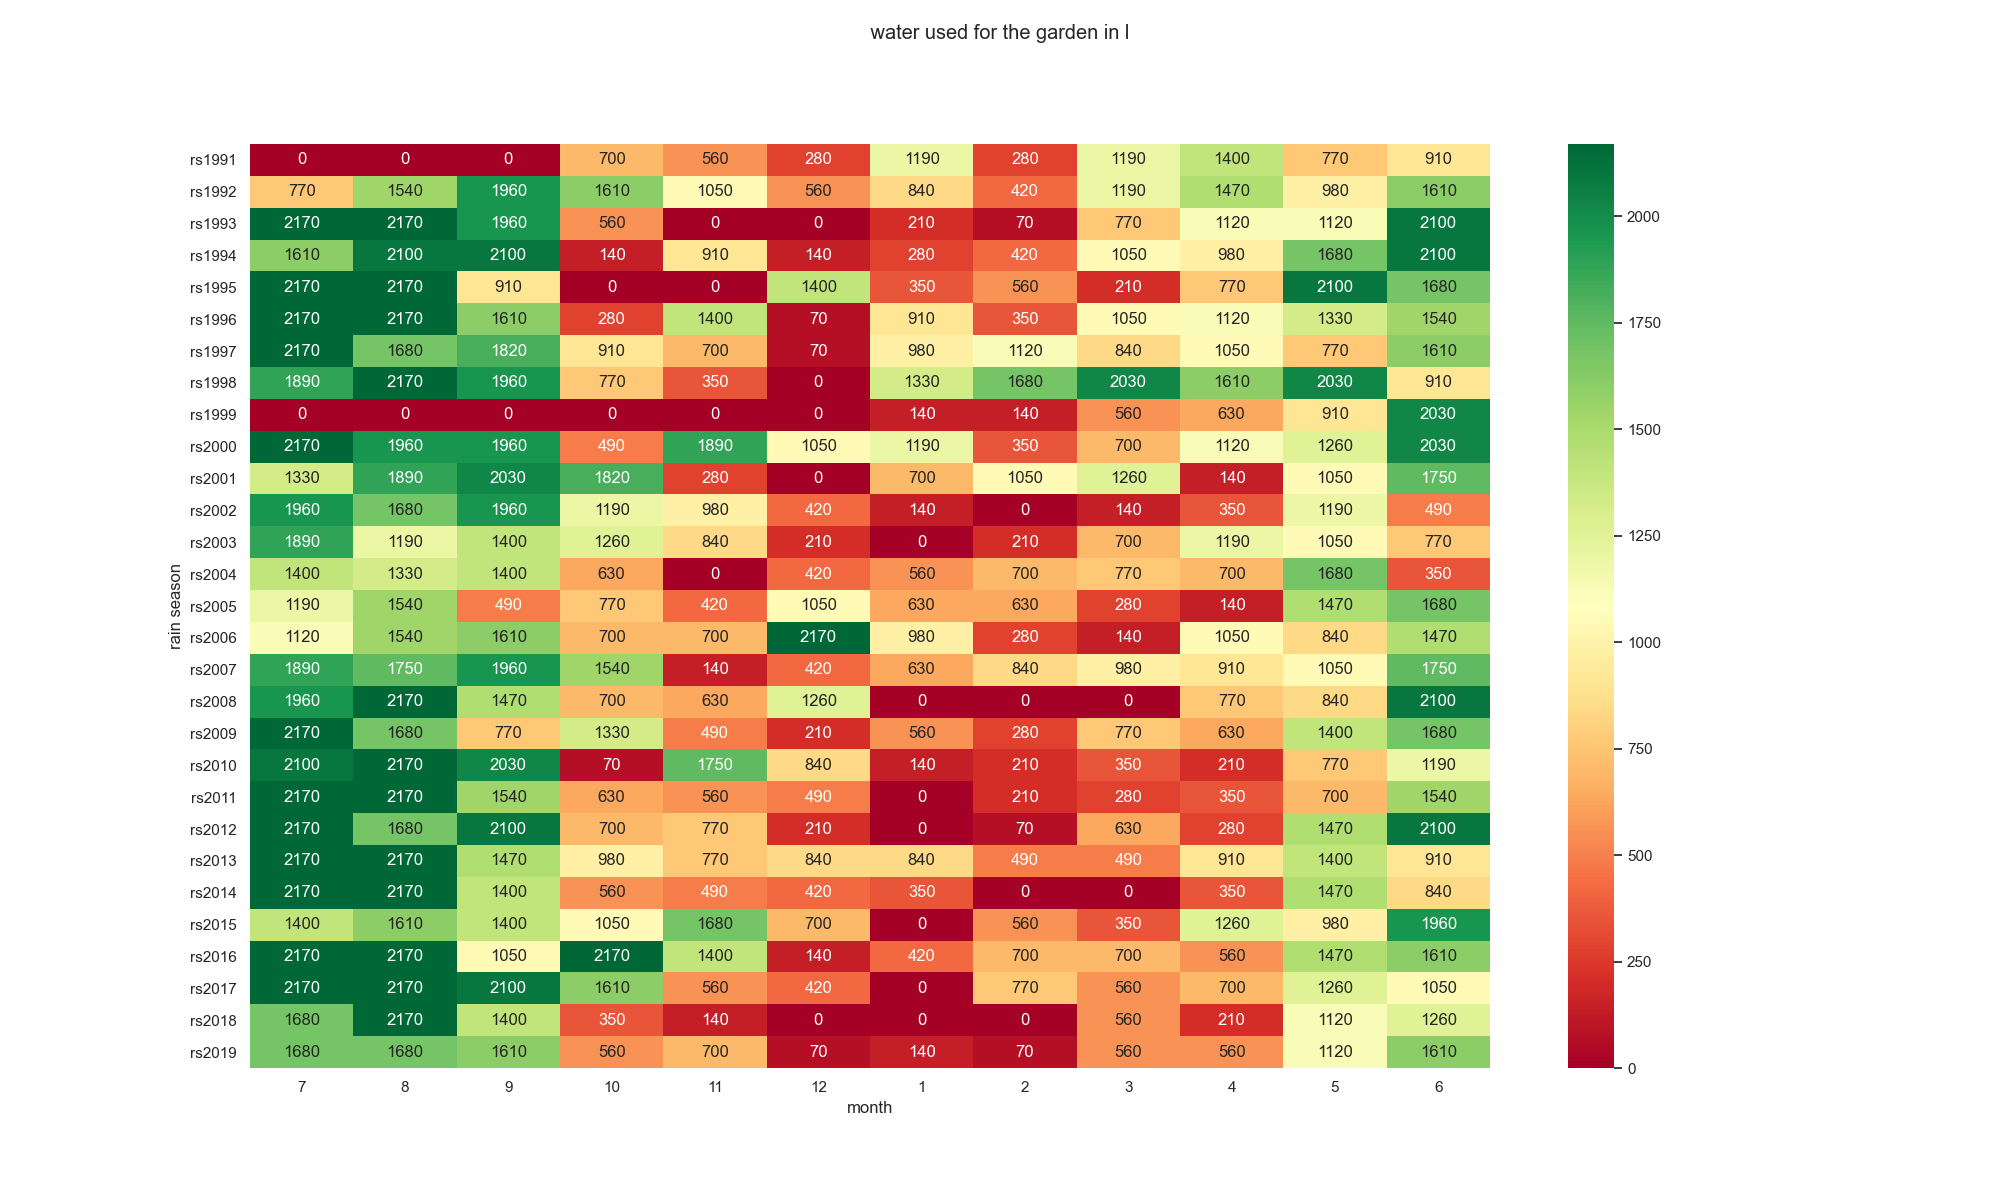 water used for the garden in l
rs1991 0 0 0 700 560 280 1190 280 1190 1400 770 910
rs1992 770 1540 1960 1610 1050 560 840 420 1190 1470 980 1610
rs1993 2170 2170 1960 560 0 0 210 70 770 1120 1120 2100
rs1994 1610 2100 2100 140 910 140 280 420 1050 980 1680 2100
rs1995 2170 2170 910 0 0 1400 350 560 210 770 2100 1680
rs1996 2170 2170 1610 280 1400 70 910 350 1050 1120 1330 1540
rs1997 2170 1680 1820 910 700 70 980 1120 840 1050 770 1610
rs1998 1890 2170 1960 770 350 0 1330 1680 2030 1610 2030 910
rs1999 0 0 0 0 0 0 140 140 560 630 910 2030
rs2000 2170 1960 1960 490 1890 1050 1190 350 700 1120 1260 2030
rs2001 1330 1890 2030 1820 280 0 700 1050 1260 140 1050 1750
rs2002 1960 1680 1960 1190 980 420 140 0 140 350 1190 490
rs2003 1890 1190 1400 1260 840 210 0 210 700 1190 1050 770
rs2004 1400 1330 1400 630 0 420 560 700 770 700 1680 350
rs2005 1190 1540 490 770 420 1050 630 630 280 140 1470 1680
rs2006 1120 1540 1610 700 700 2170 980 280 140 1050 840 1470
rs2007 1890 1750 1960 1540 140 420 630 840 980 910 1050 1750
rs2008 1960 2170 1470 700 630 1260 0 0 0 770 840 2100
rs2009 2170 1680 770 1330 490 210 560 280 770 630 1400 1680
rs2010 2100 2170 2030 70 1750 840 140 210 350 210 770 1190
rs2011 2170 2170 1540 630 560 490 0 210 280 350 700 1540
rs2012 2170 1680 2100 700 770 210 0 70 630 280 1470 2100
rs2013 2170 2170 1470 980 770 840 840 490 490 910 1400 910
rs2014 2170 2170 1400 560 490 420 350 0 0 350 1470 840
rs2015 1400 1610 1400 1050 1680 700 0 560 350 1260 980 1960
rs2016 2170 2170 1050 2170 1400 140 420 700 700 560 1470 1610
rs2017 2170 2170 2100 1610 560 420 0 770 560 700 1260 1050
rs2018 1680 2170 1400 350 140 0 0 0 560 210 1120 1260
rs2019 1680 1680 1610 560 700 70 140 70 560 560 1120 1610
7 8 9 10 11 12 1 2 3 4 5 6
month
rain season
2000
1750
1500
1250
1000
750
500
250
0